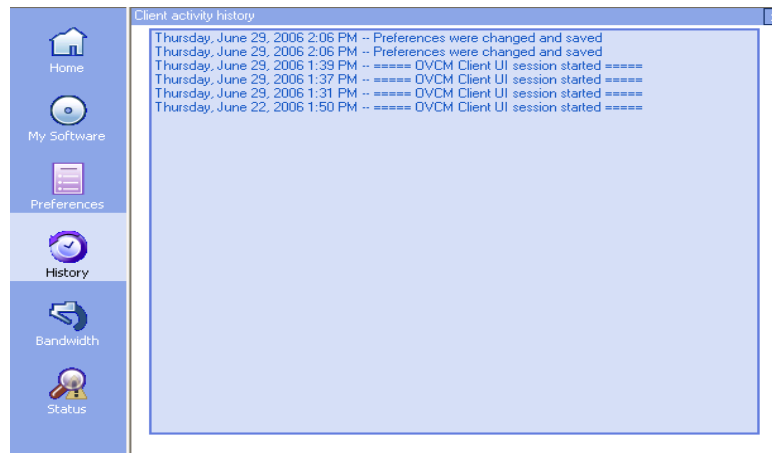 Client activity history
Home
My Software
Preferences
History
Bandwidth
Status
Thursday, June 29, 2006 2:06 PM -- Preferences were changed and saved
Thursday, June 29, 2006 2:06 PM -- Preferences were changed and saved
Thursday, June 29, 2006 1:39 PM -- ===== OVCM Client UI session started =====
Thursday, June 29, 2006 1:37 PM -- ===== OVCM Client UI session started =====
Thursday, June 29, 2006 1:31 PM -- ===== OVCM Client UI session started =====
Thursday, June 22, 2006 1:50 PM -- ===== OVCM Client UI session started =====